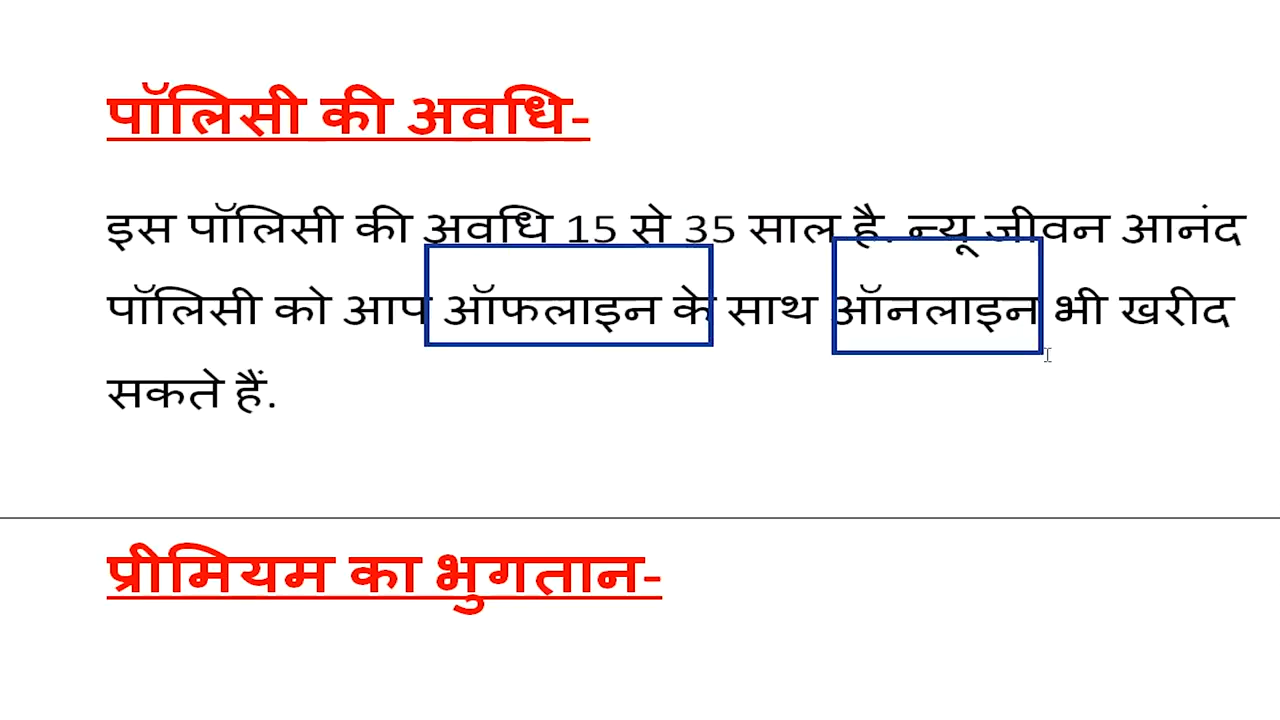 पॉलिसी की अवधि-
इस पॉलिसी की अवधि 15 से 35 साल है. न्यू जीवन आनंद
पॉलिसी को आप ऑफलाइन के साथ ऑनलाइन भी खरीद
सकते हैं.
प्रीमियम का भुगतान-